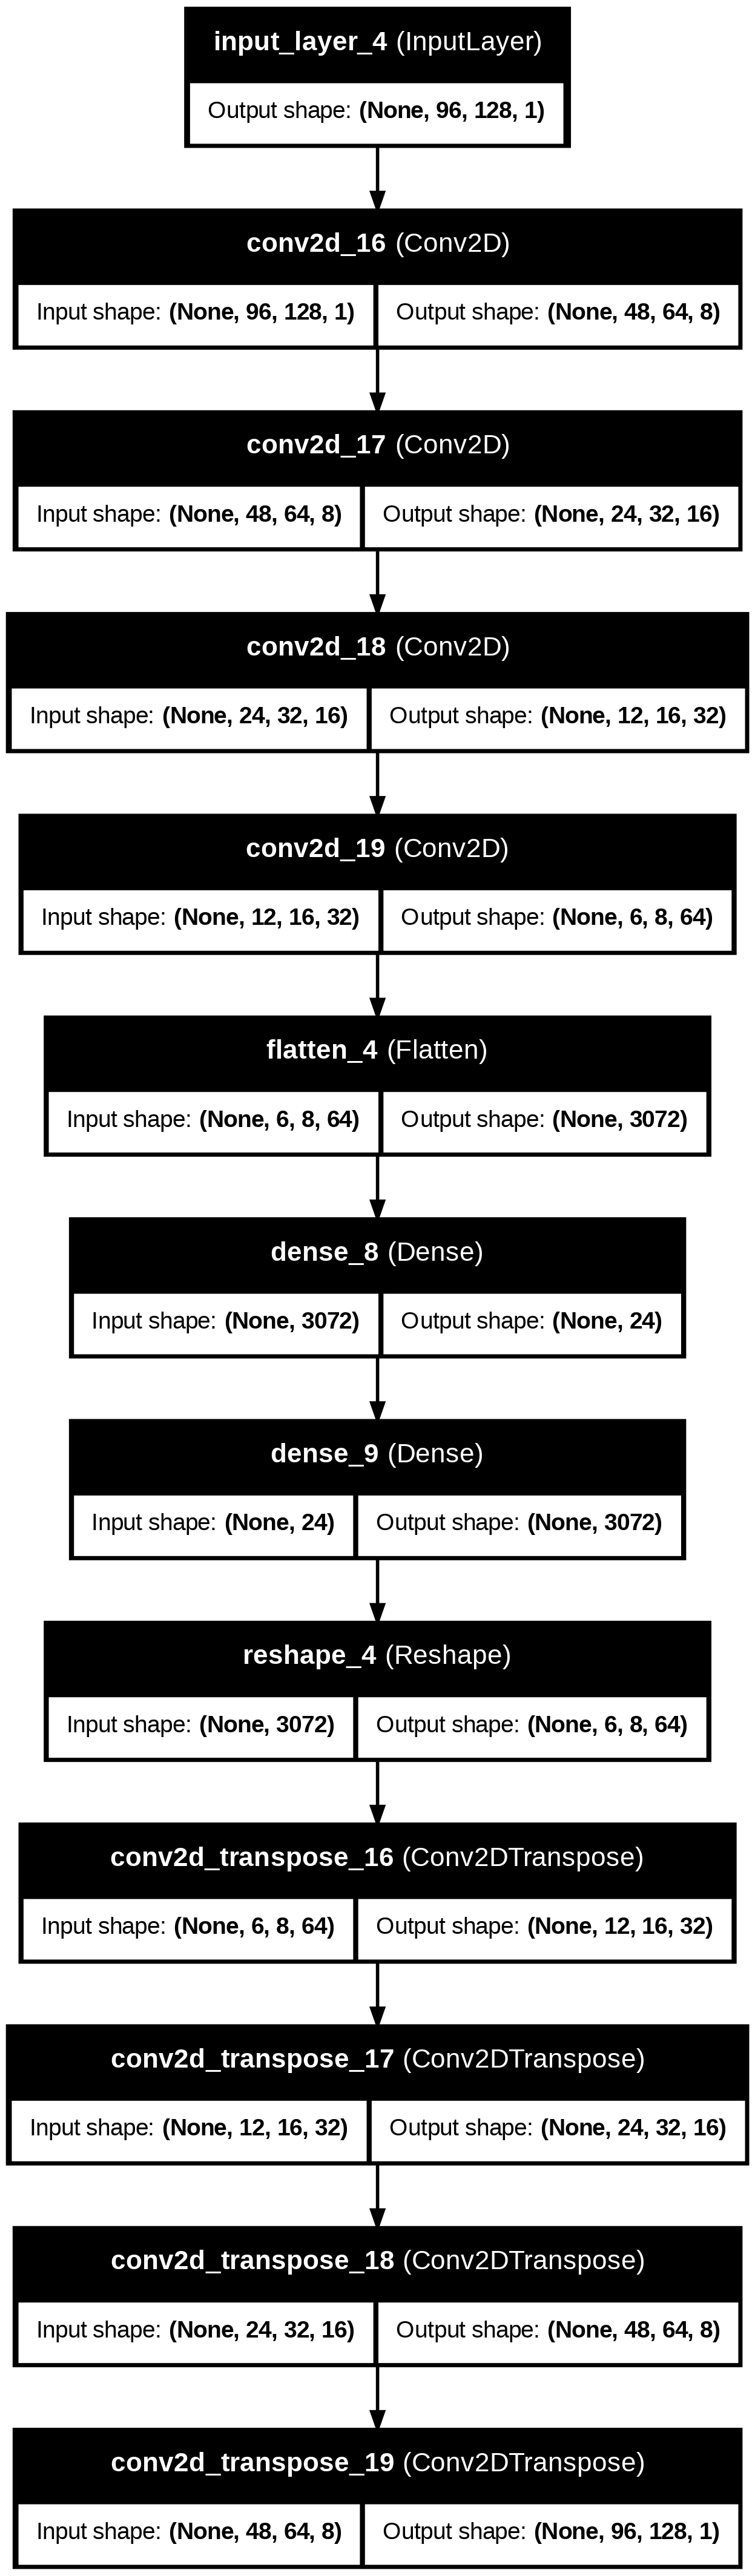 input_layer_4 (InputLayer)
Output shape: (None, 96, 128, 1)
conv2d_16 (Conv2D)
Input shape: (None, 96, 128, 1) Output shape: (None, 48, 64, 8)
conv2d_17 (Conv2D)
Input shape: (None, 48, 64, 8) Output shape: (None, 24, 32, 16)
conv2d_18 (Conv2D)
Input shape: (None, 24, 32, 16) Output shape: (None, 12, 16, 32)
conv2d_19 (Conv2D)
Input shape: (None, 12, 16, 32) Output shape: (None, 6, 8, 64)
flatten_4 (Flatten)
Input shape: (None, 6, 8, 64) Output shape: (None, 3072)
dense_8 (Dense)
Input shape: (None, 3072) Output shape: (None, 24)
dense_9 (Dense)
Input shape: (None, 24) Output shape: (None, 3072)
reshape_4 (Reshape)
Input shape: (None, 3072) Output shape: (None, 6, 8, 64)
conv2d_transpose_16 (Conv2DTranspose)
Input shape: (None, 6, 8, 64) Output shape: (None, 12, 16, 32)
conv2d_transpose_17 (Conv2DTranspose)
Input shape: (None, 12, 16, 32) Output shape: (None, 24, 32, 16)
conv2d_transpose_18 (Conv2DTranspose)
Input shape: (None, 24, 32, 16) Output shape: (None, 48, 64, 8)
conv2d_transpose_19 (Conv2DTranspose)
Input shape: (None, 48, 64, 8) Output shape: (None, 96, 128, 1)